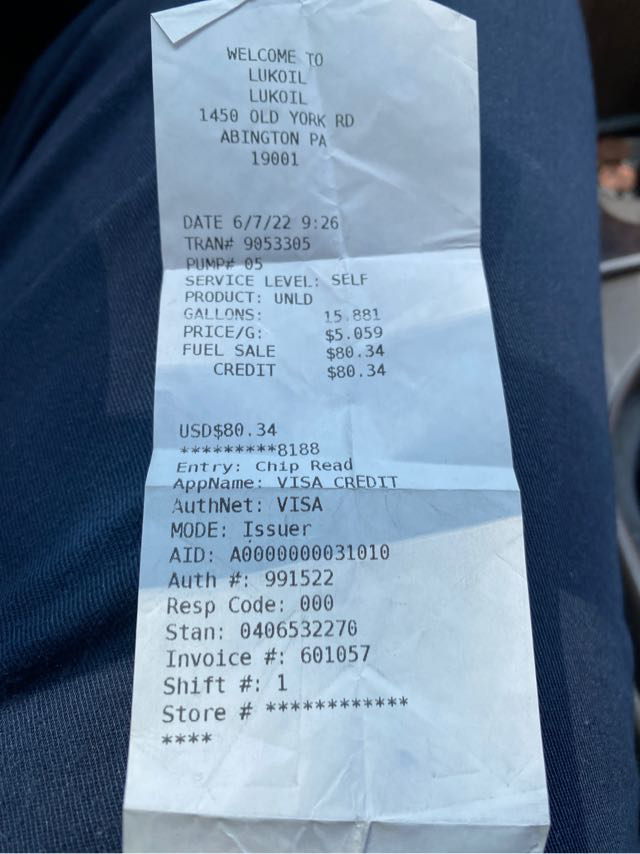 WELCOME TO
LUKOIL
LUKOIL
1450 OLD YORK RD
ABINGTON PA
19001
DATE 6/7/22 9:26
TRAN# 9053305
PUMP# 05
SERVICE LEVEL: SELF
PRODUCT: UNLD
GALLONS: 15.881
PRICE/G: $5.059
FUEL SALE $80.34
CREDIT $80.34
USD$80.34
*********8188
Entry: Chip Read
AppName: VISA CREDIT
AuthNet: VISA
MODE: Issuer
AID: A0000000031010
Auth #: 991522
Resp Code: 000
Stan: 0406532270
Invoice #: 601057
Shift #: 1
Store # ************
****